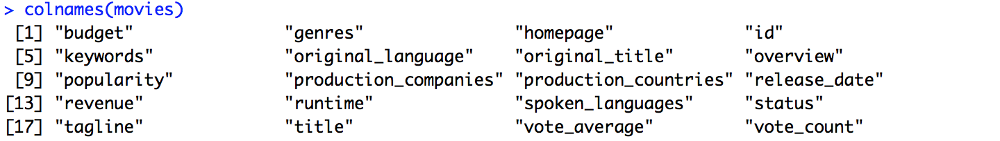 > colnames(movies)
 [1] "budget"               "genres"               "homepage"             "id"
 [5] "keywords"             "original_language"    "original_title"       "overview"
 [9] "popularity"           "production_companies" "production_countries" "release_date"
[13] "revenue"              "runtime"              "spoken_languages"     "status"
[17] "tagline"              "title"                "vote_average"         "vote_count"